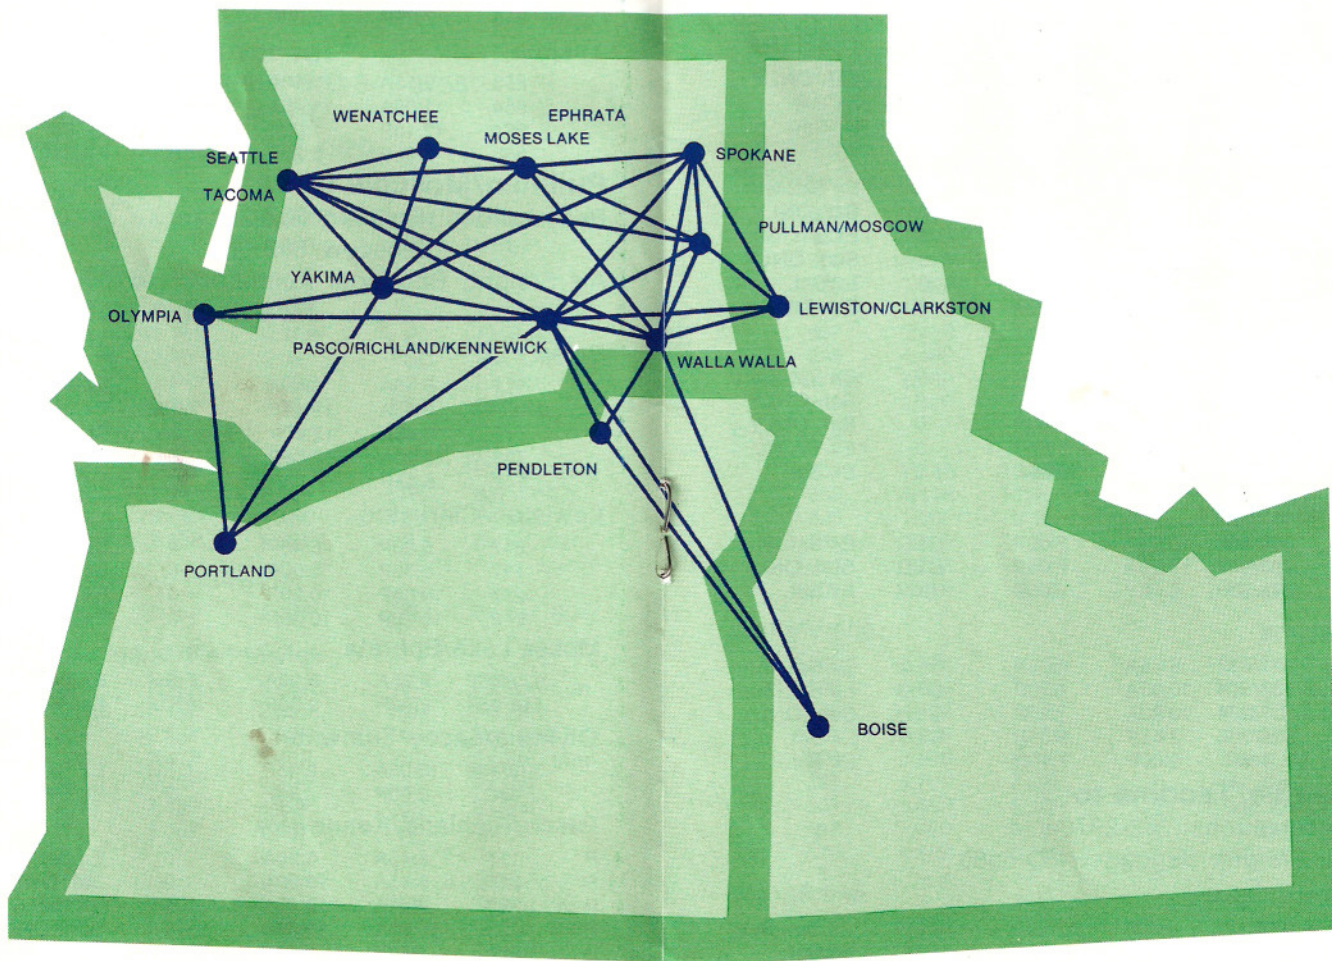 WENATCHEE
EPHRATA
MOSES LAKE
SEATTLE
TACOMA
SPOKANE
PULLMAN/MOSCOW
YAKIMA
OLYMPIA
LEWISTON/CLARKSTON
PASCO/RICHLAND/KENNEWICK
WALLA WALLA
PENDLETON
PORTLAND
BOISE